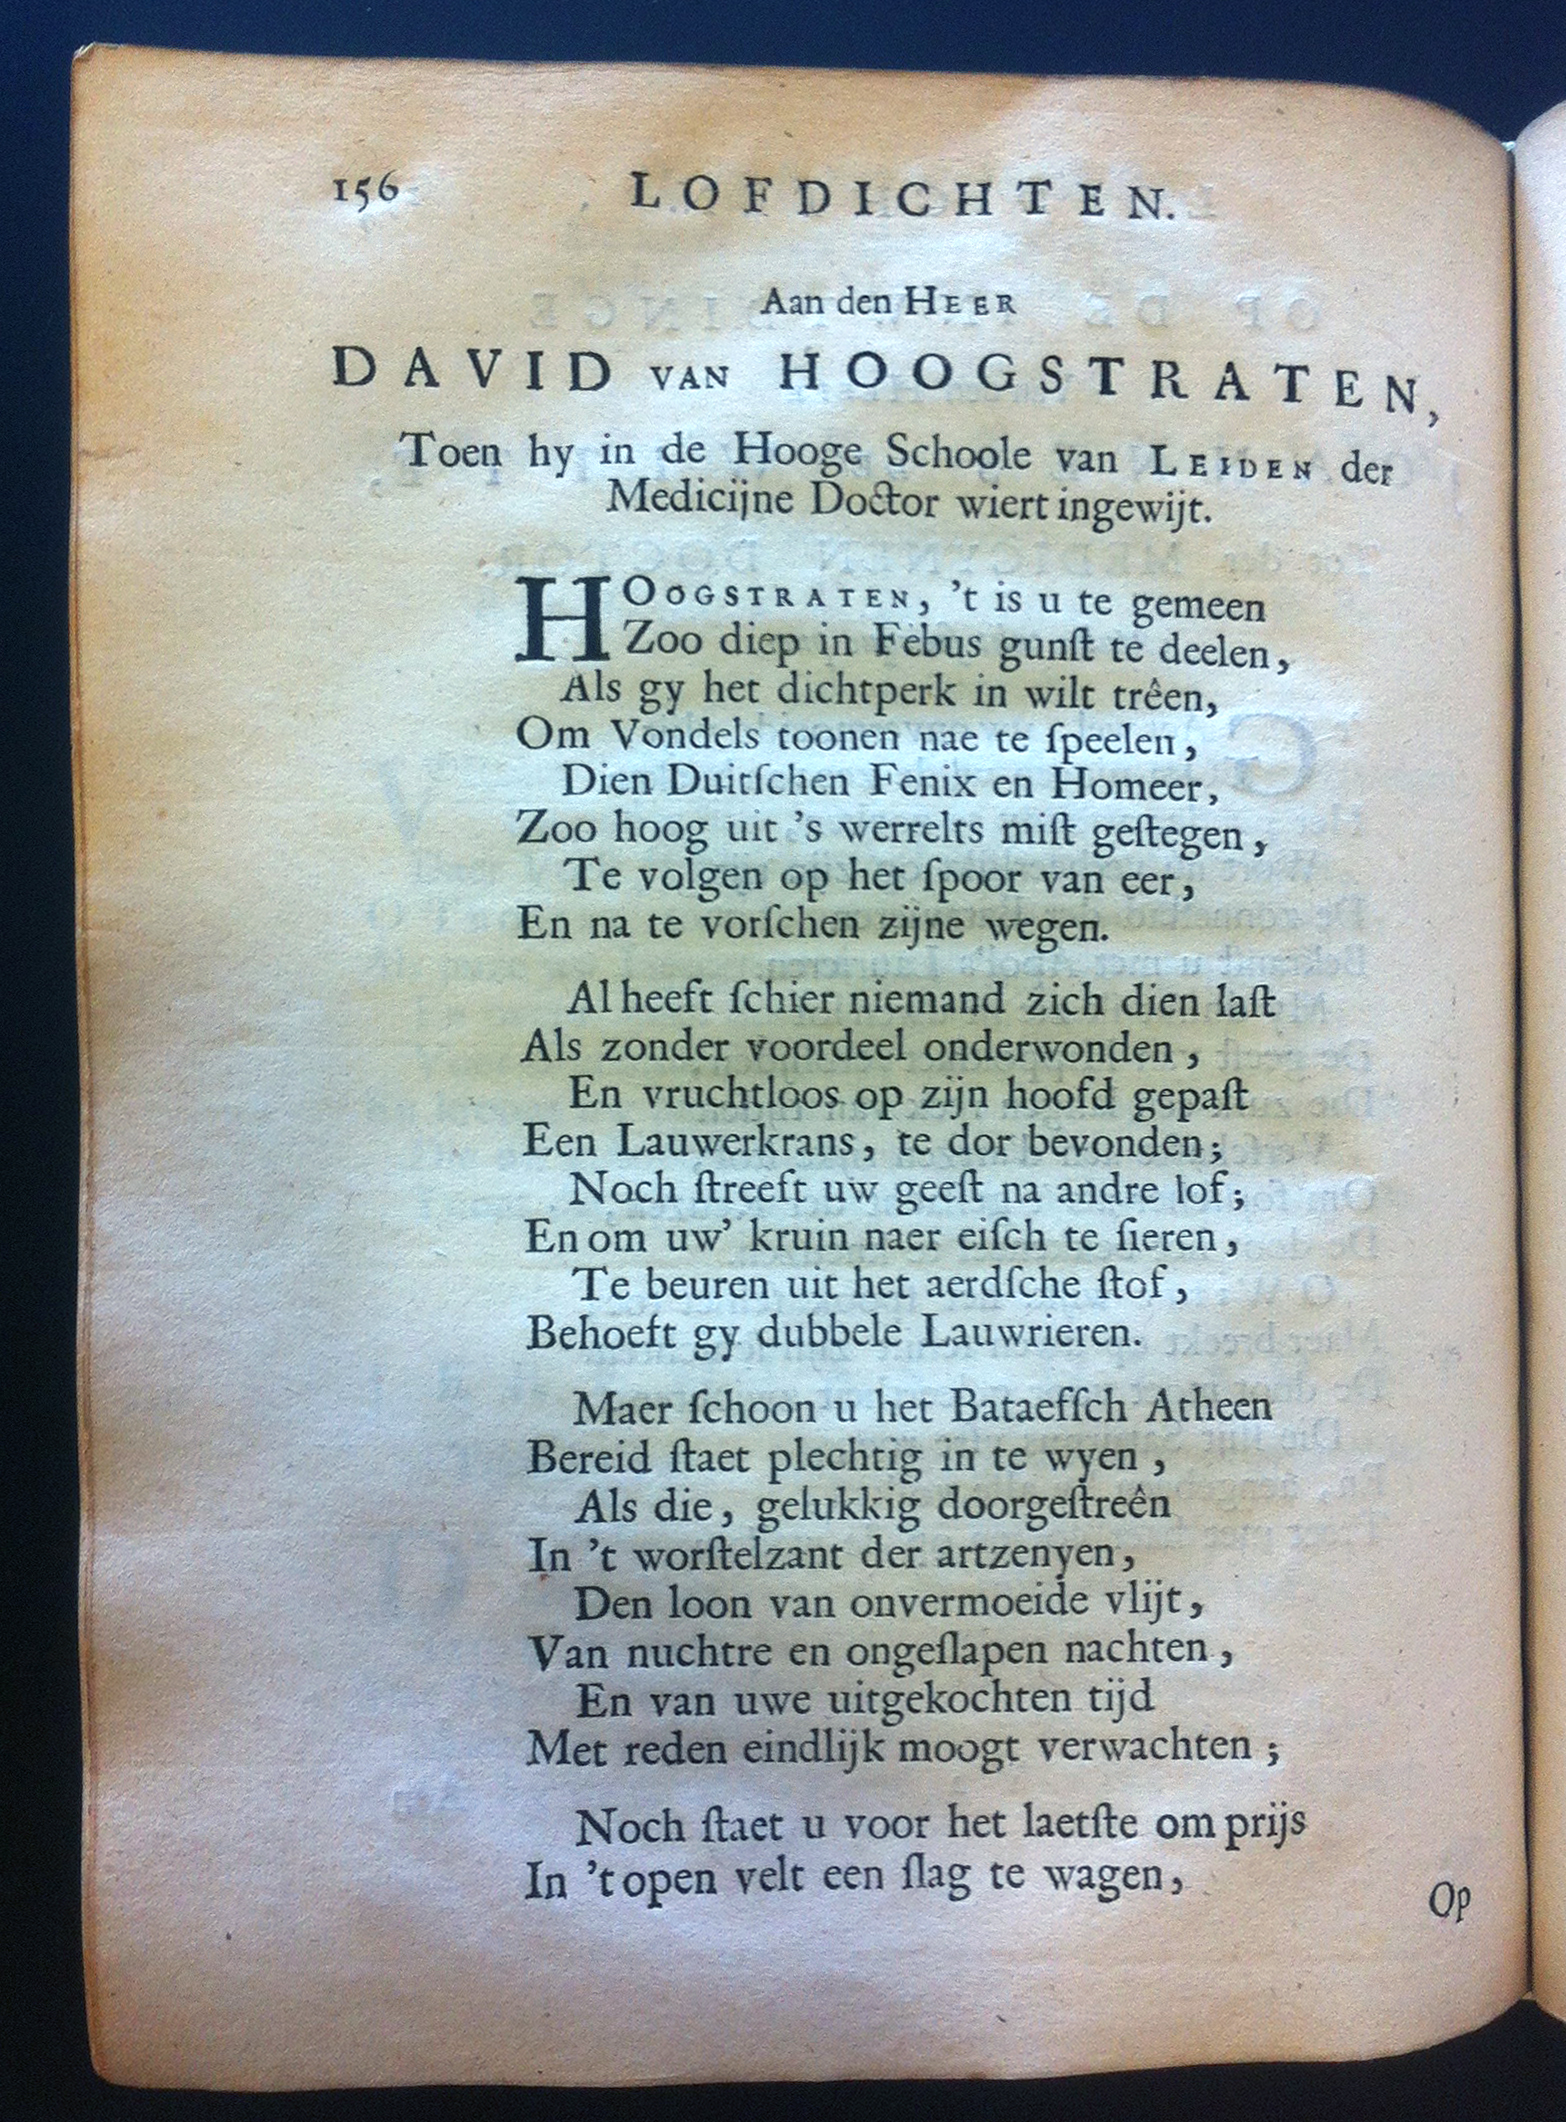 156 LOFDICHTEN.
Aan den HEER
DAVID VAN HOOGSTRATEN,
Toen hy in de Hooge Schoole van LEIDEN der
Medicijne Doctor wiert ingewijt.
HOOGSTRATEN, 't is u te gemeen
Zoo diep in Febus gunſt te deelen,
Als gy het dichtperk in wilt trêen,
Om Vondels toonen nae te ſpeelen,
Dien Duitſchen Fenix en Homeer,
Zoo hoog uit 's werrelts miſt geſtegen,
Te volgen op het ſpoor van eer,
En na te vorſchen zijne wegen.
Al heeft ſchier niemand zich dien laſt
Als zonder voordeel onderwonden,
En vruchtloos op zijn hoofd gepaſt
Een Lauwerkrans, te dor bevonden;
Noch ſtreeft uw geeſt na andre lof;
En om uw' kruin naer eiſch te ſieren,
Te beuren uit het aerdſche ſtof,
Behoeft gy dubbele Lauwrieren.
Maer ſchoon u het Bataefſch Atheen
Bereid ſtaet plechtig in te wyen,
Als die, gelukkig doorgeſtreên
In 't worſtelzant der artzenyen,
Den loon van onvermoeide vlijt,
Van nuchtre en ongeſlapen nachten,
En van uwe uitgekochten tijd
Met reden eindlijk moogt verwachten;
Noch ſtaet u voor het laetſte om prijs
In 't open velt een ſlag te wagen,
Op